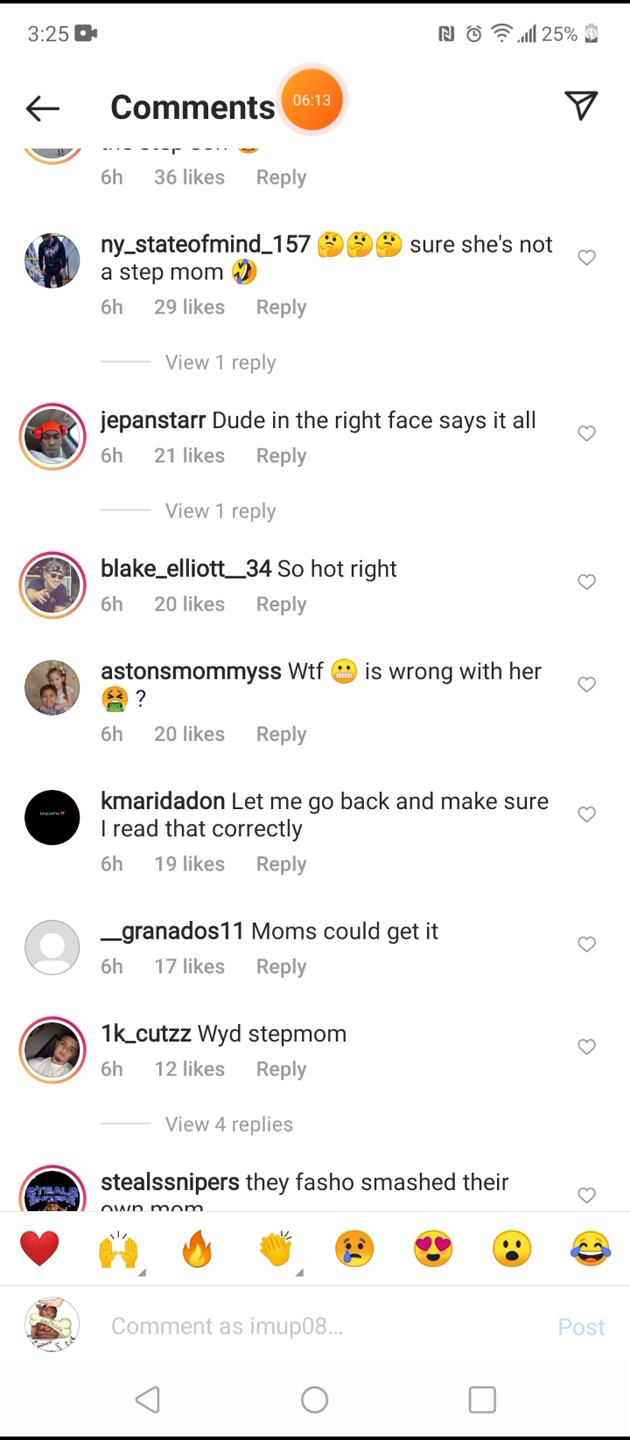 3:25 25%
Comments 06:13
the step son 😂
6h 36 likes Reply
ny_stateofmind_157 🤔🤔🤔 sure she's not
a step mom 🤣
6h 29 likes Reply
View 1 reply
jepanstarr Dude in the right face says it all
6h 21 likes Reply
View 1 reply
blake_elliott__34 So hot right
6h 20 likes Reply
astonsmommyss Wtf 😬 is wrong with her
🤮 ?
6h 20 likes Reply
kmaridadon Let me go back and make sure
I read that correctly
6h 19 likes Reply
__granados11 Moms could get it
6h 17 likes Reply
1k_cutzz Wyd stepmom
6h 12 likes Reply
View 4 replies
stealssnipers they fasho smashed their
own mom
Comment as imup08... Post